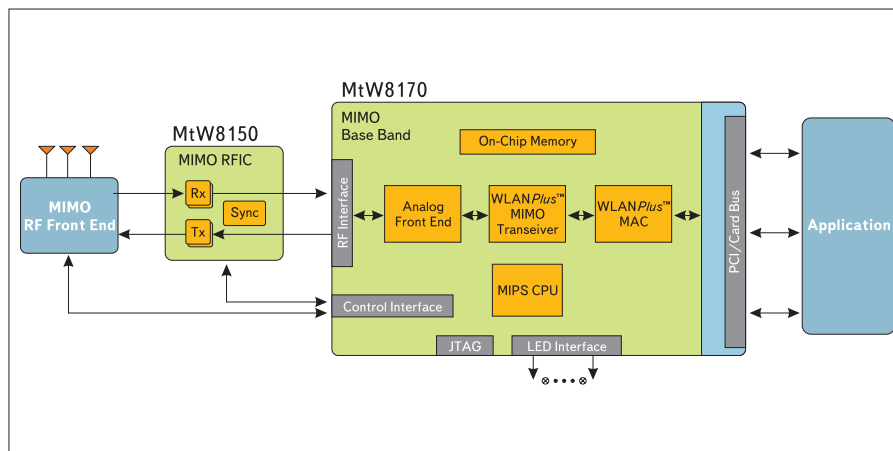 MtW8170
MIMO
Base Band
On-Chip Memory
MtW8150
MIMO RFIC
Rx
Sync
Tx
MIMO
RF Front End
RF Interface
Analog
Front End
WLANPlus™
MIMO
Transeiver
WLANPlus™
MAC
PCI/Card Bus
Application
MIPS CPU
Control Interface
JTAG
LED Interface